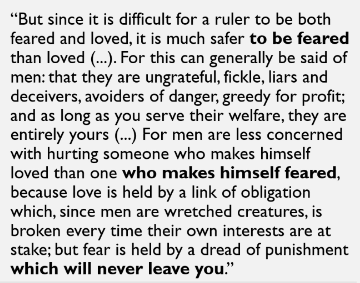 “But since it is difficult for a ruler to be both
feared and loved, it is much safer to be feared
than loved (...). For this can generally be said of
men: that they are ungrateful, fickle, liars and
deceivers, avoiders of danger, greedy for profit;
and as long as you serve their welfare, they are
entirely yours (...) For men are less concerned
with hurting someone who makes himself
loved than one who makes himself feared,
because love is held by a link of obligation
which, since men are wretched creatures, is
broken every time their own interests are at
stake; but fear is held by a dread of punishment
which will never leave you.”